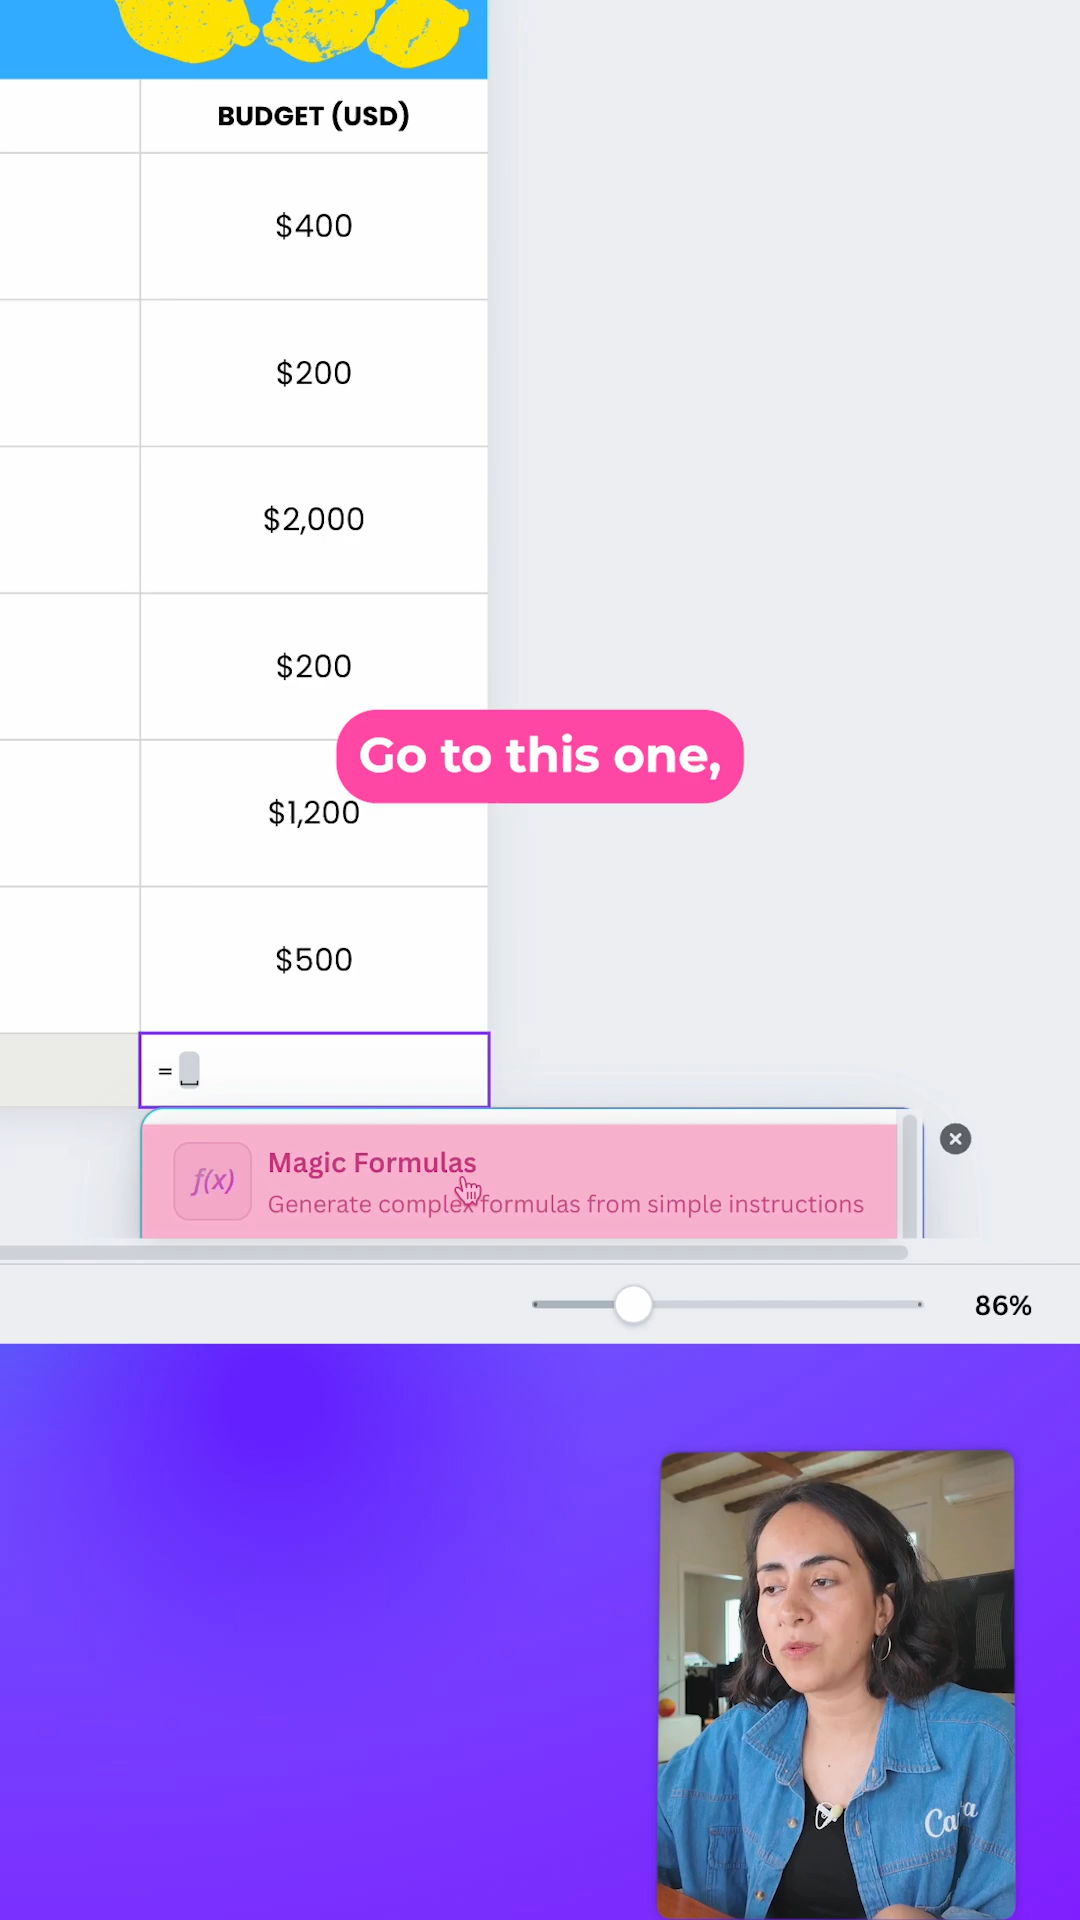 BUDGET (USD)
$400
$200
$2,000
$200
Go to this one,
$1,200
$500
=
f(x)
Magic Formulas
Generate complex formulas from simple instructions
86%